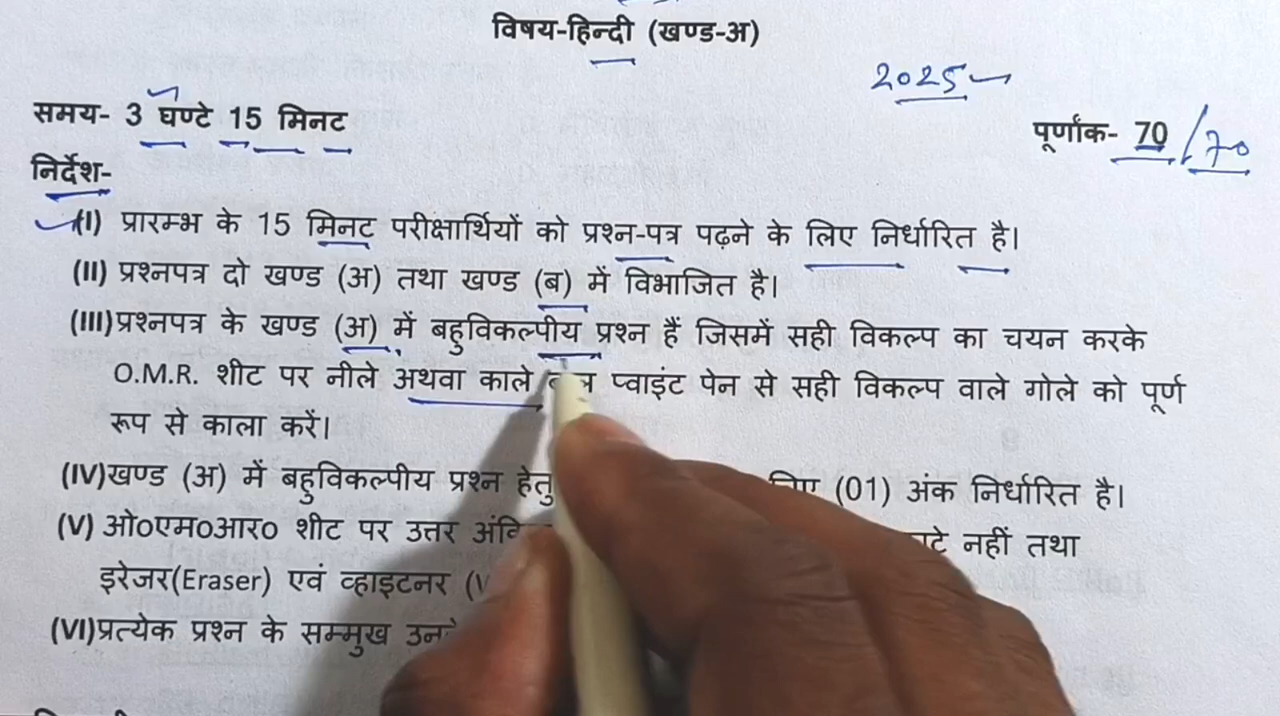 विषय-हिन्दी (खण्ड-अ)
2025
समय- 3 घण्टे 15 मिनट
पूर्णांक- 70 /70
निर्देश-
(I) प्रारम्भ के 15 मिनट परीक्षार्थियों को प्रश्न-पत्र पढ़ने के लिए निर्धारित है।
(II) प्रश्नपत्र दो खण्ड (अ) तथा खण्ड (ब) में विभाजित है।
(III)प्रश्नपत्र के खण्ड (अ) में बहुविकल्पीय प्रश्न हैं जिसमें सही विकल्प का चयन करके
O.M.R. शीट पर नीले अथवा काले प्वाइंट पेन से सही विकल्प वाले गोले को पूर्ण
रूप से काला करें।
(IV)खण्ड (अ) में बहुविकल्पीय प्रश्न हेतु (01) अंक निर्धारित है।
(V) ओ०एम०आर० शीट पर उत्तर नहीं तथा
इरेजर(Eraser) एवं व्हाइटनर
(VI)प्रत्येक प्रश्न के सम्मुख